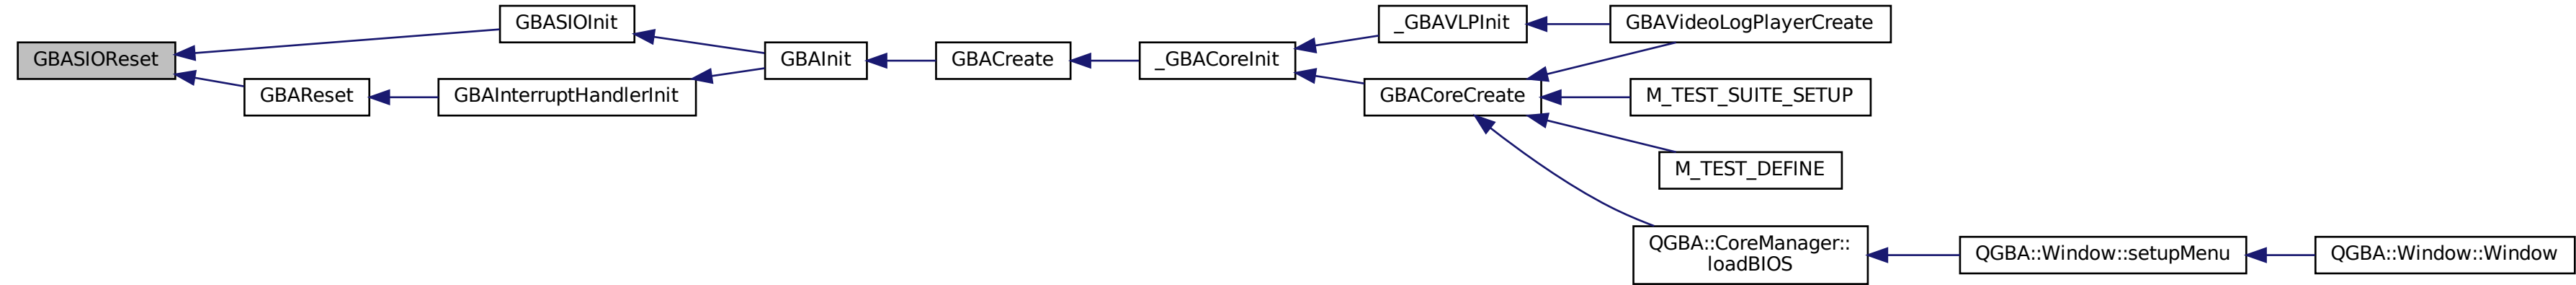 GBASIOReset
GBASIOInit
GBAReset
GBAInterruptHandlerInit
GBAInit
GBACreate
_GBACoreInit
_GBAVLPInit
GBACoreCreate
GBAVideoLogPlayerCreate
M_TEST_SUITE_SETUP
M_TEST_DEFINE
QGBA::CoreManager::
loadBIOS
QGBA::Window::setupMenu
QGBA::Window::Window